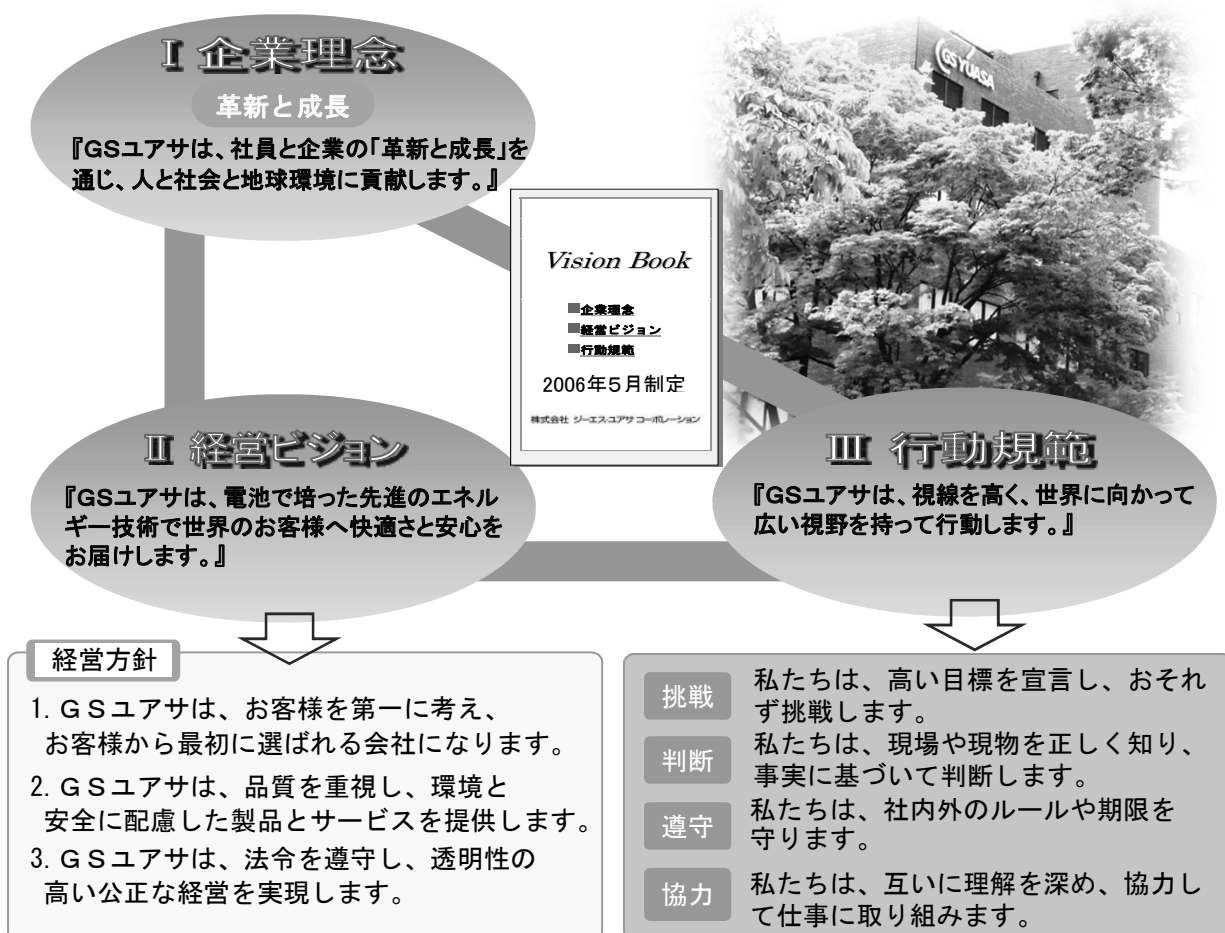 Ⅰ 企業理念
革新と成長
『GSユアサは、社員と企業の「革新と成長」を
通じ、人と社会と地球環境に貢献します。』
GS YUASA
Vision Book
■企業理念
■経営ビジョン
■行動規範
2006年5月制定
株式会社 ジーエス・ユアサ コーポレーション
Ⅱ 経営ビジョン
『GSユアサは、電池で培った先進のエネル
ギー技術で世界のお客様へ快適さと安心を
お届けします。』
Ⅲ 行動規範
『GSユアサは、視線を高く、世界に向かって
広い視野を持って行動します。』
経営方針
1. GSユアサは、お客様を第一に考え、
お客様から最初に選ばれる会社になります。
2. GSユアサは、品質を重視し、環境と
安全に配慮した製品とサービスを提供します。
3. GSユアサは、法令を遵守し、透明性の
高い公正な経営を実現します。
挑戦
私たちは、高い目標を宣言し、おそれ
ず挑戦します。
判断
私たちは、現場や現物を正しく知り、
事実に基づいて判断します。
遵守
私たちは、社内外のルールや期限を
守ります。
協力
私たちは、互いに理解を深め、協力し
て仕事に取り組みます。